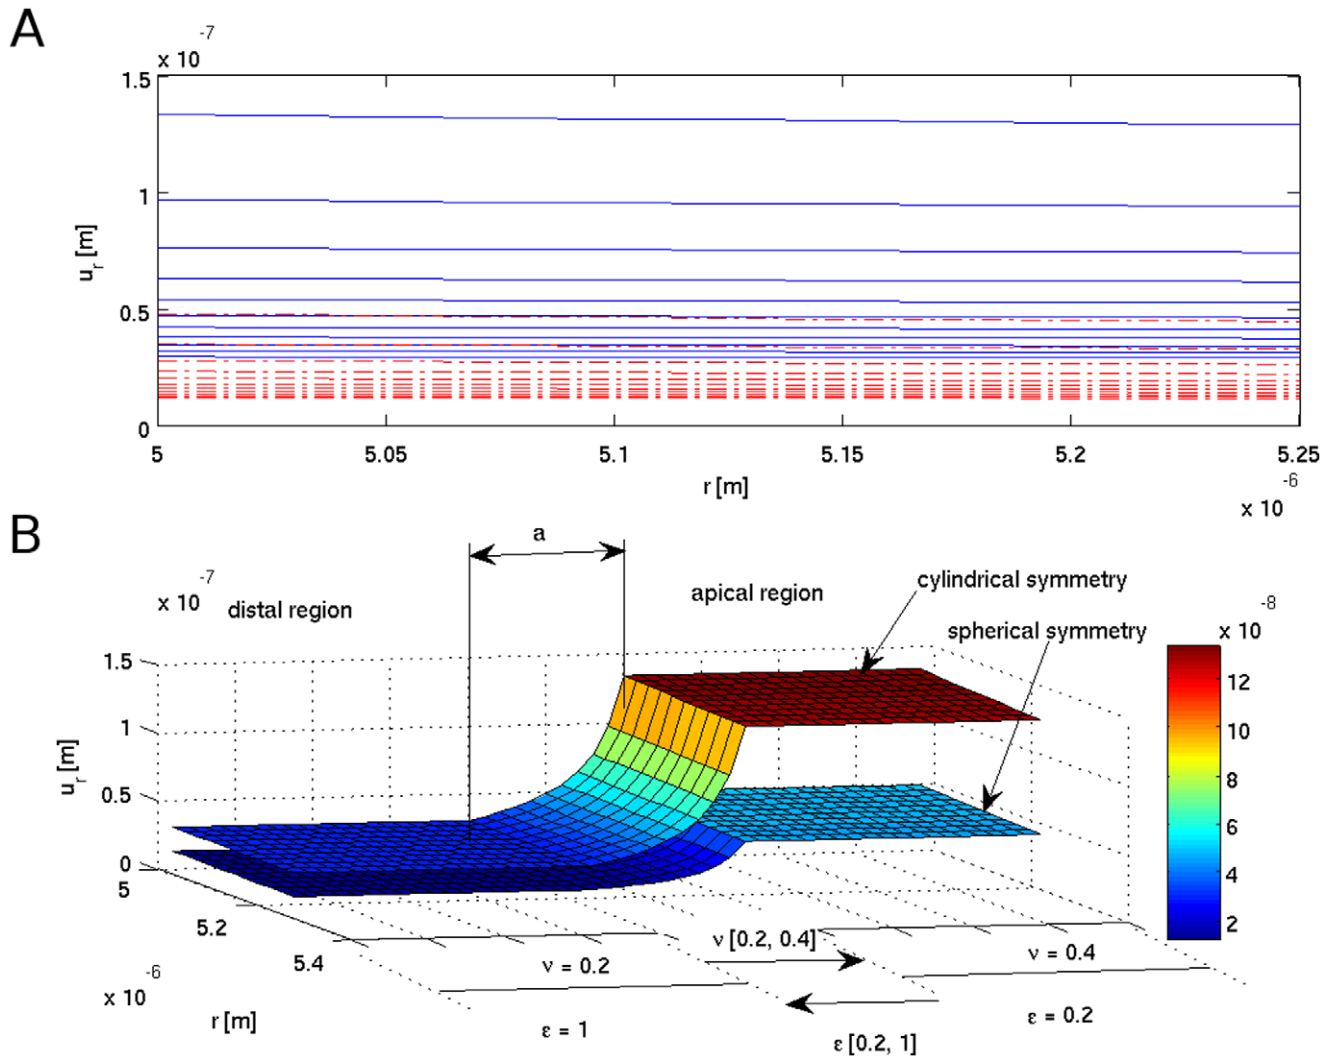 A
x 10 -7
1.5
1
0.5
0
u_r [m]
5 5.05 5.1 5.15 5.2 5.25
r [m]
x 10 -6
B
a
x 10 -7
distal region
apical region
cylindrical symmetry
spherical symmetry
x 10 -8
1.5
1
0.5
0
u_r [m]
12
10
8
6
4
2
5
5.2
5.4
x 10 -6
r [m]
ν = 0.2
ν [0.2, 0.4]
ν = 0.4
ε = 1
ε [0.2, 1]
ε = 0.2